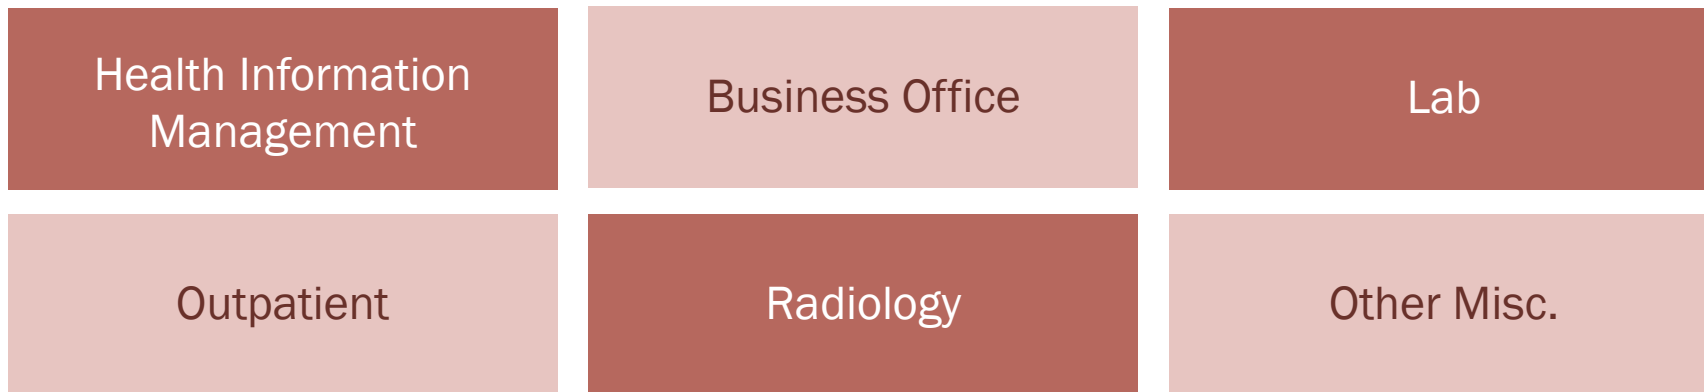 Health Information
Management
Business Office
Lab
Outpatient
Radiology
Other Misc.